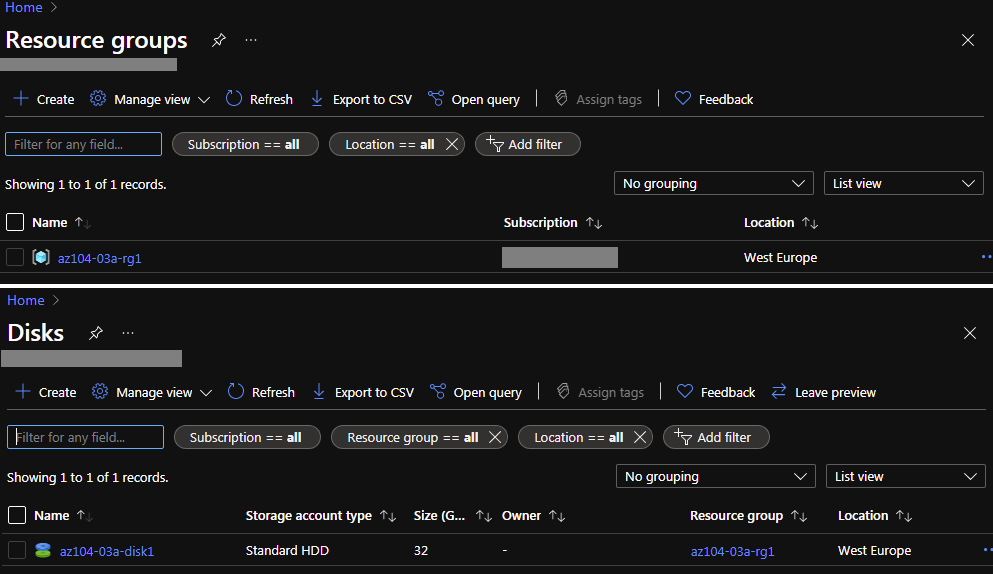 Home
Resource groups
Create Manage view Refresh Export to CSV Open query Assign tags Feedback
Filter for any field... Subscription == all Location == all Add filter
Showing 1 to 1 of 1 records. No grouping List view
Name Subscription Location
az104-03a-rg1 West Europe
Home
Disks
Create Manage view Refresh Export to CSV Open query Assign tags Feedback Leave preview
Filter for any field... Subscription == all Resource group == all Location == all Add filter
Showing 1 to 1 of 1 records. No grouping List view
Name Storage account type Size (G... Owner Resource group Location
az104-03a-disk1 Standard HDD 32 - az104-03a-rg1 West Europe